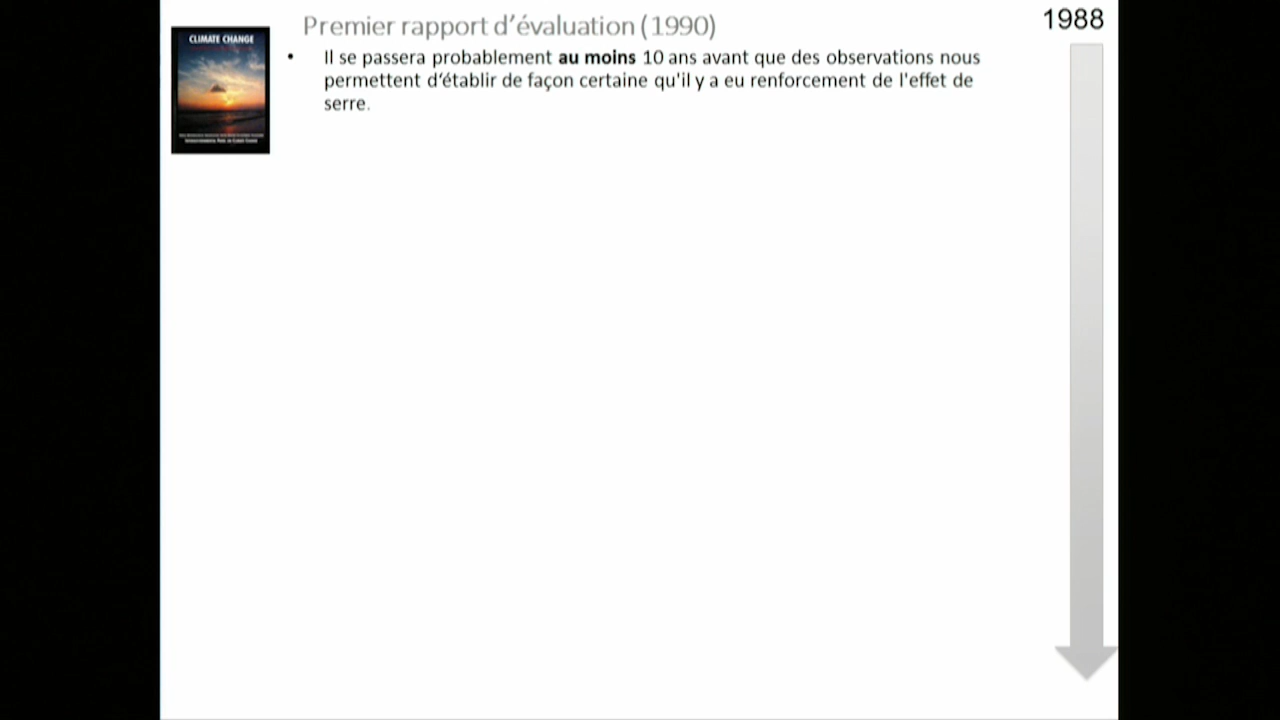 Premier rapport d’évaluation (1990)
1988
CLIMATE CHANGE
• Il se passera probablement au moins 10 ans avant que des observations nous
permettent d‘établir de façon certaine qu'il y a eu renforcement de l'effet de
serre.